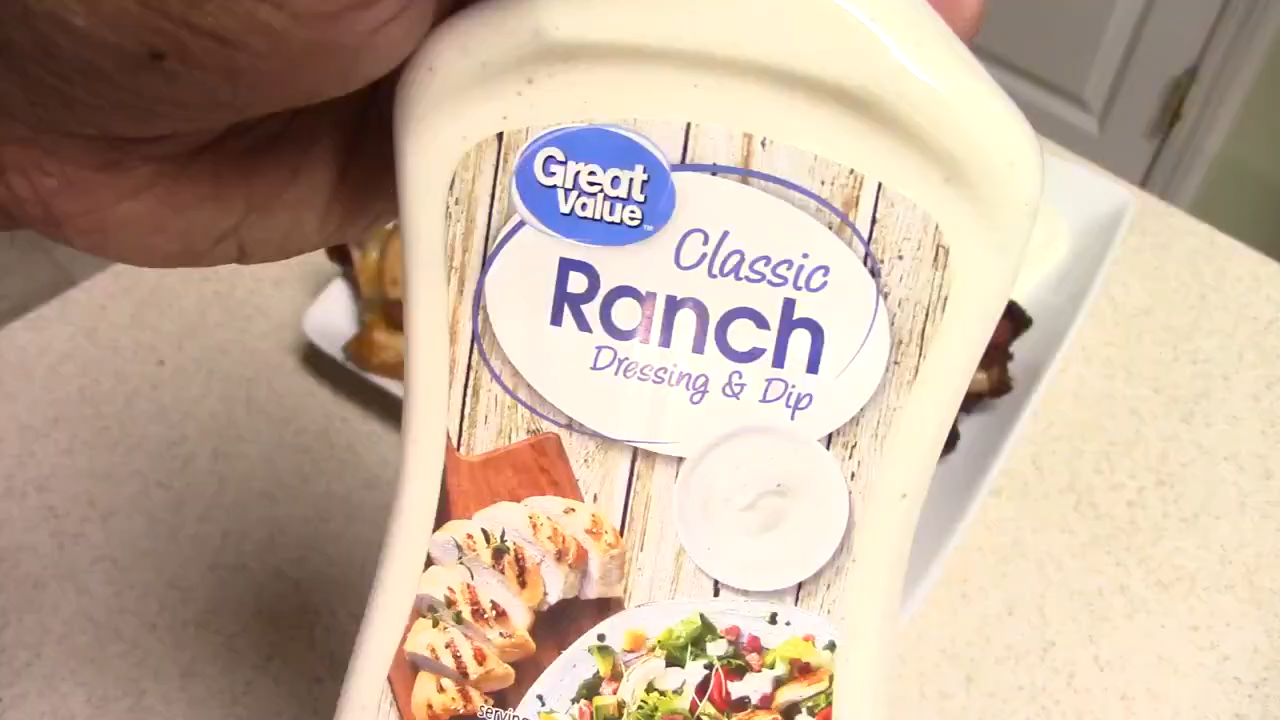 Great
Value
Classic
Ranch
Dressing & Dip